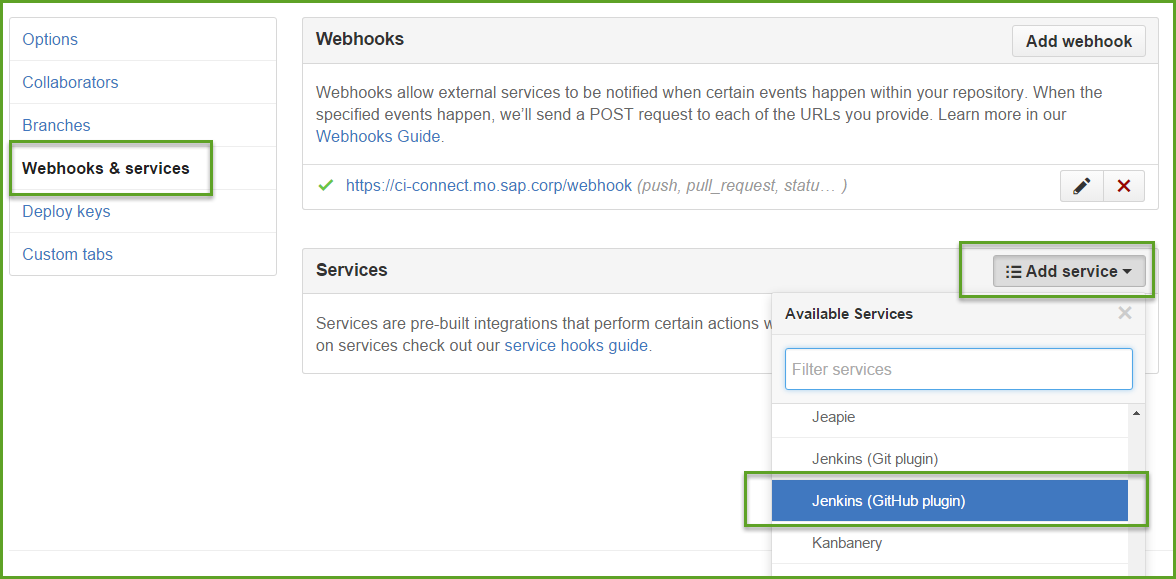 Options
Collaborators
Branches
Webhooks & services
Deploy keys
Custom tabs
Webhooks
Add webhook
Webhooks allow external services to be notified when certain events happen within your repository. When the
specified events happen, we’ll send a POST request to each of the URLs you provide. Learn more in our
Webhooks Guide.
https://ci-connect.mo.sap.corp/webhook (push, pull_request, statu… )
Services
Add service
Services are pre-built integrations that perform certain actions
on services check out our service hooks guide.
Available Services
Filter services
Jeapie
Jenkins (Git plugin)
Jenkins (GitHub plugin)
Kanbanery